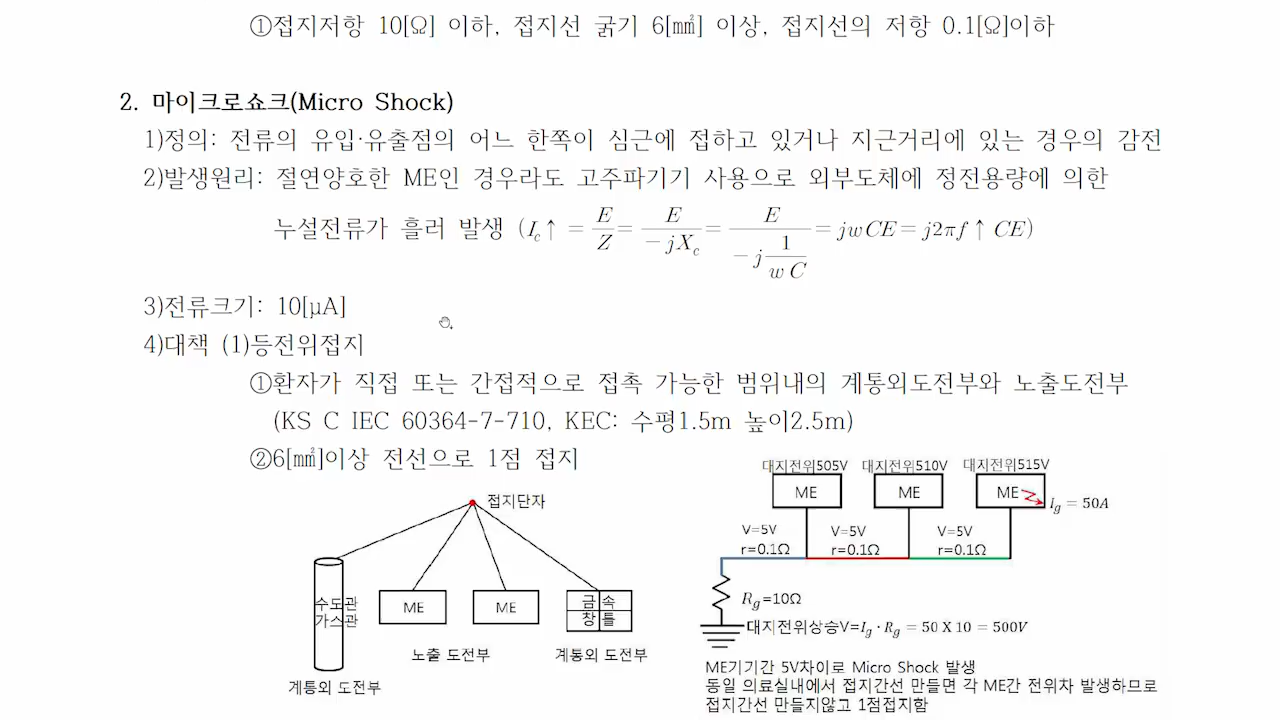 ①접지저항 10[Ω] 이하, 접지선 굵기 6[㎟] 이상, 접지선의 저항 0.1[Ω]이하
2. 마이크로쇼크(Micro Shock)
1)정의: 전류의 유입·유출점의 어느 한쪽이 심근에 접하고 있거나 지근거리에 있는 경우의 감전
2)발생원리: 절연양호한 ME인 경우라도 고주파기기 사용으로 외부도체에 정전용량에 의한
누설전류가 흘러 발생 (I_c↑ = E/Z = E/(-jX_c) = E/(-j 1/(wC)) = jwCE = j2πf↑CE)
3)전류크기: 10[μA]
4)대책 (1)등전위접지
①환자가 직접 또는 간접적으로 접촉 가능한 범위내의 계통외도전부와 노출도전부
(KS C IEC 60364-7-710, KEC: 수평1.5m 높이2.5m)
②6[㎟]이상 전선으로 1점 접지
접지단자
수도관
가스관
ME
ME
금 속
창 틀
노출 도전부
계통외 도전부
계통외 도전부
대지전위505V 대지전위510V 대지전위515V
ME ME ME
i_g = 50A
V=5V V=5V V=5V
r=0.1Ω r=0.1Ω r=0.1Ω
R_g=10Ω
대지전위상승V=I_g · R_g = 50 X 10 = 500V
ME기기간 5V차이로 Micro Shock 발생
동일 의료실내에서 접지간선 만들면 각 ME간 전위차 발생하므로
접지간선 만들지않고 1점접지함